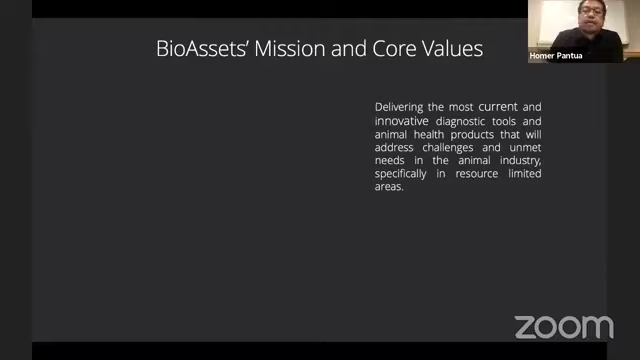 BioAssets' Mission and Core Values
Homer Pantua
Delivering the most current and
innovative diagnostic tools and
animal health products that will
address challenges and unmet
needs in the animal industry,
specifically in resource limited
areas.
zoom